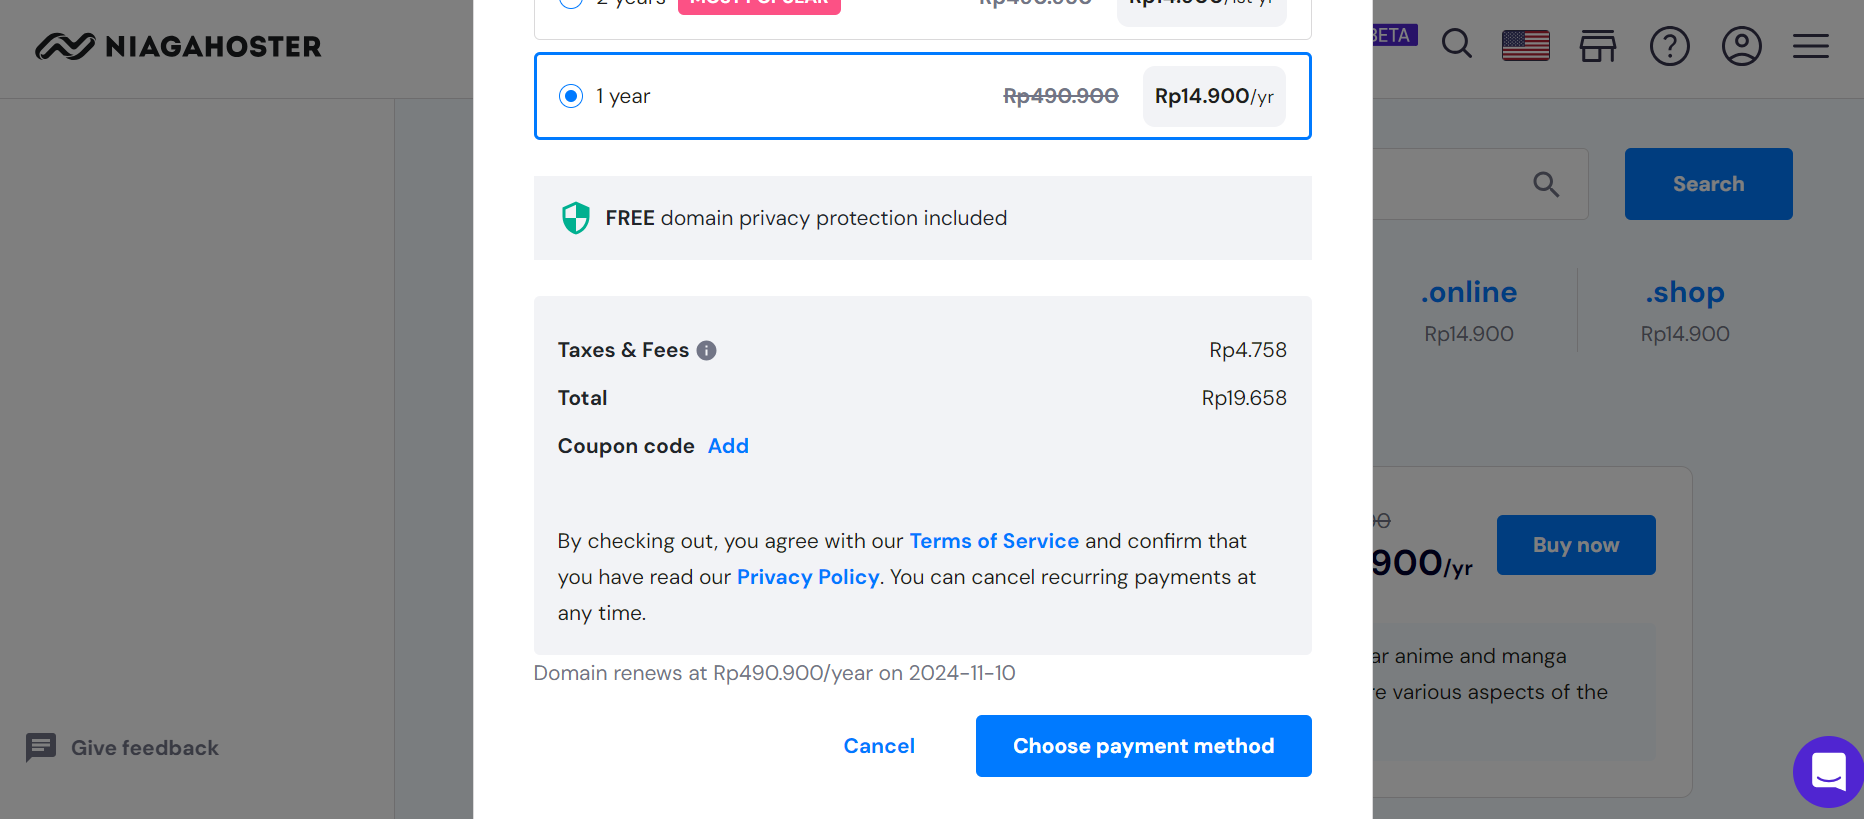 NIAGAHOSTER
BETA
2 years MOST POPULAR Rp490.900 Rp14.900/1st yr
1 year Rp490.900 Rp14.900/yr
FREE domain privacy protection included
Search
.online
Rp14.900
.shop
Rp14.900
Taxes & Fees Rp4.758
Total Rp19.658
Coupon code Add
By checking out, you agree with our Terms of Service and confirm that
you have read our Privacy Policy. You can cancel recurring payments at
any time.
Domain renews at Rp490.900/year on 2024-11-10
Cancel
Choose payment method
900/yr
Buy now
anime and manga
various aspects of the
Give feedback